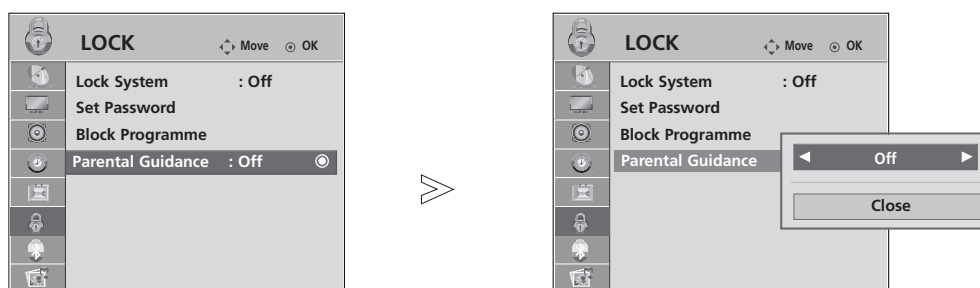 LOCK
Move OK
Lock System : Off
Set Password
Block Programme
Parental Guidance : Off
LOCK
Move OK
Lock System : Off
Set Password
Block Programme
Parental Guidance
Off
Close